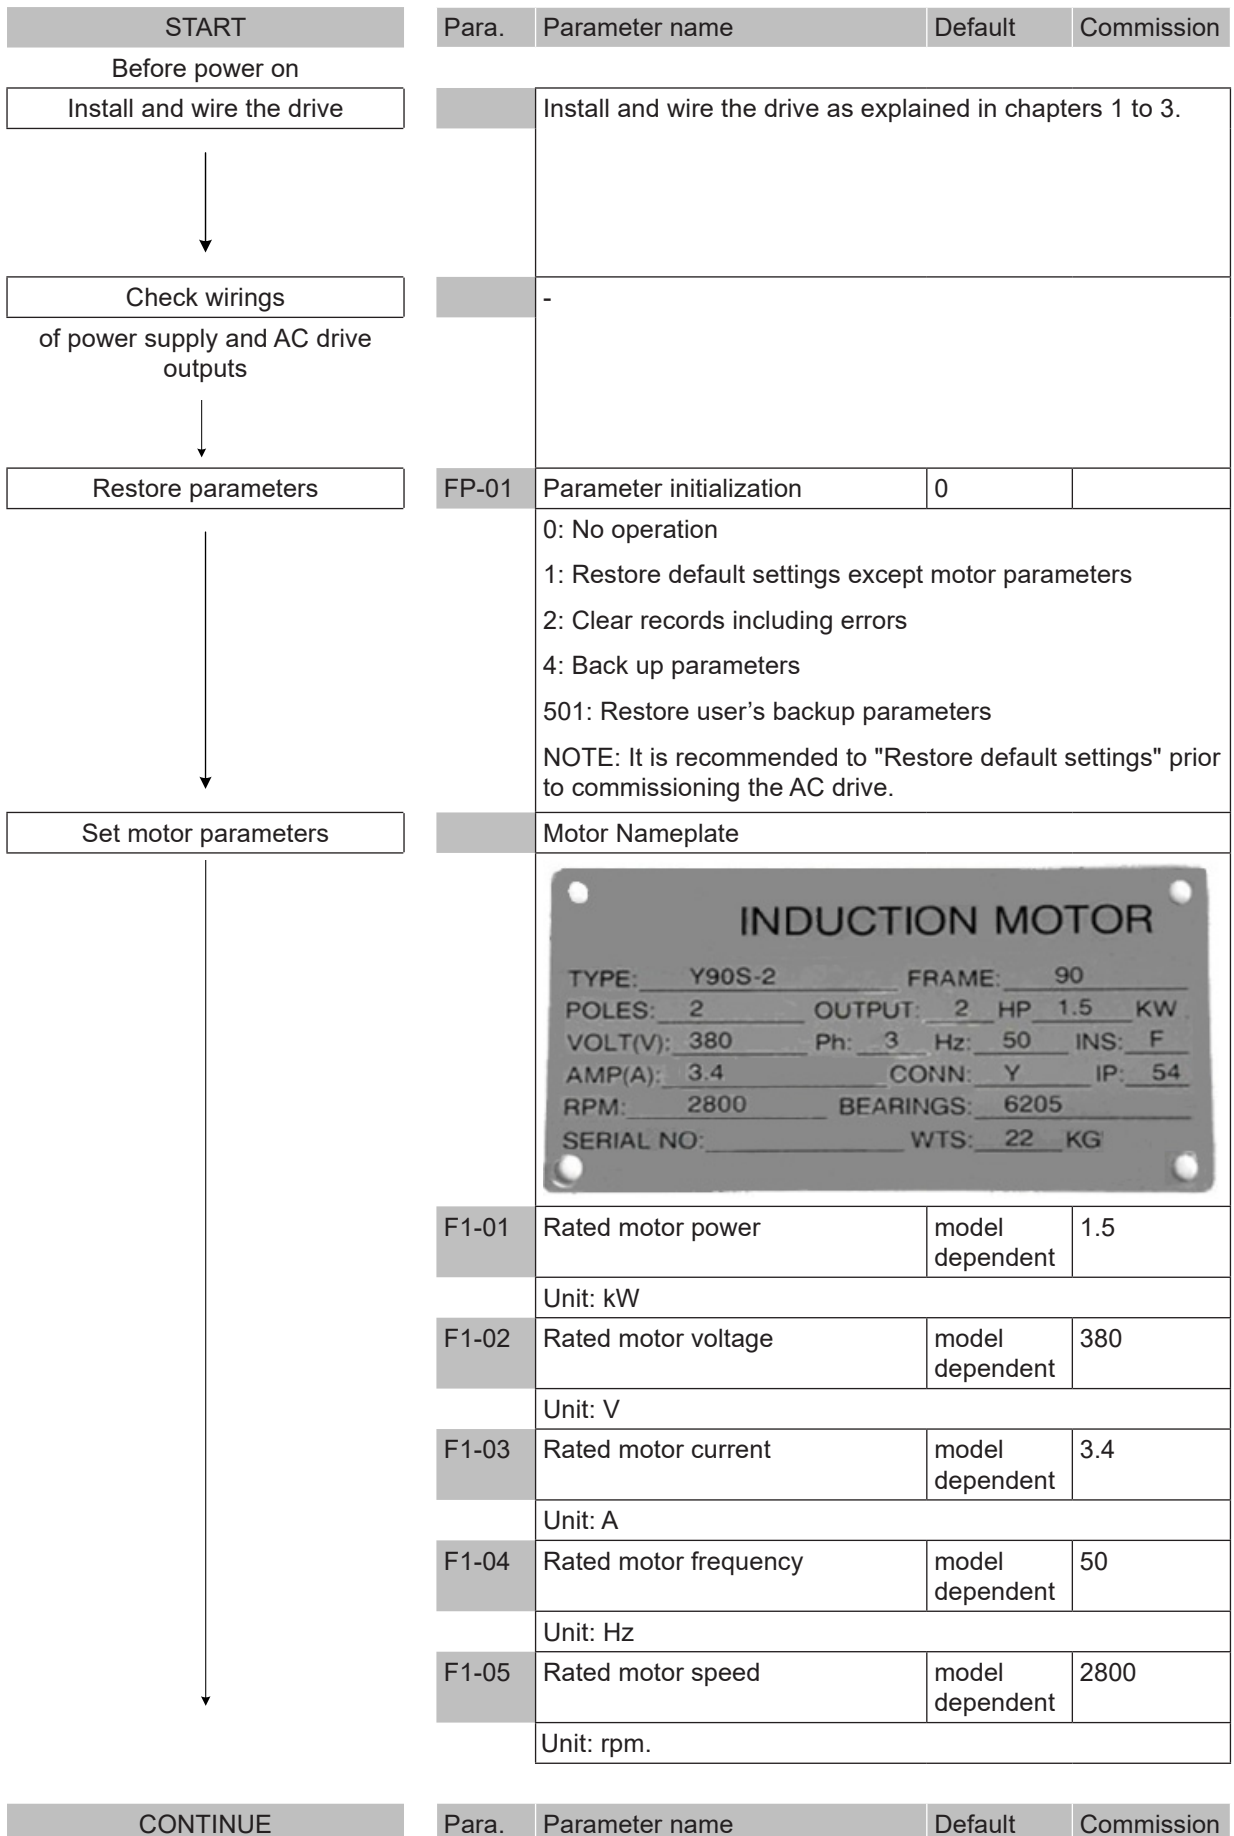 START Para. Parameter name Default Commission
Before power on
Install and wire the drive Install and wire the drive as explained in chapters 1 to 3.
Check wirings -
of power supply and AC drive
outputs
Restore parameters FP-01 Parameter initialization 0
0: No operation
1: Restore default settings except motor parameters
2: Clear records including errors
4: Back up parameters
501: Restore user’s backup parameters
NOTE: It is recommended to "Restore default settings" prior
to commissioning the AC drive.
Set motor parameters Motor Nameplate
INDUCTION MOTOR
TYPE: Y90S-2 FRAME: 90
POLES: 2 OUTPUT: 2 HP 1.5 KW
VOLT(V): 380 Ph: 3 Hz: 50 INS: F
AMP(A): 3.4 CONN: Y IP: 54
RPM: 2800 BEARINGS: 6205
SERIAL NO: WTS: 22 KG
F1-01 Rated motor power model 1.5
dependent
Unit: kW
F1-02 Rated motor voltage model 380
dependent
Unit: V
F1-03 Rated motor current model 3.4
dependent
Unit: A
F1-04 Rated motor frequency model 50
dependent
Unit: Hz
F1-05 Rated motor speed model 2800
dependent
Unit: rpm.
CONTINUE Para. Parameter name Default Commission